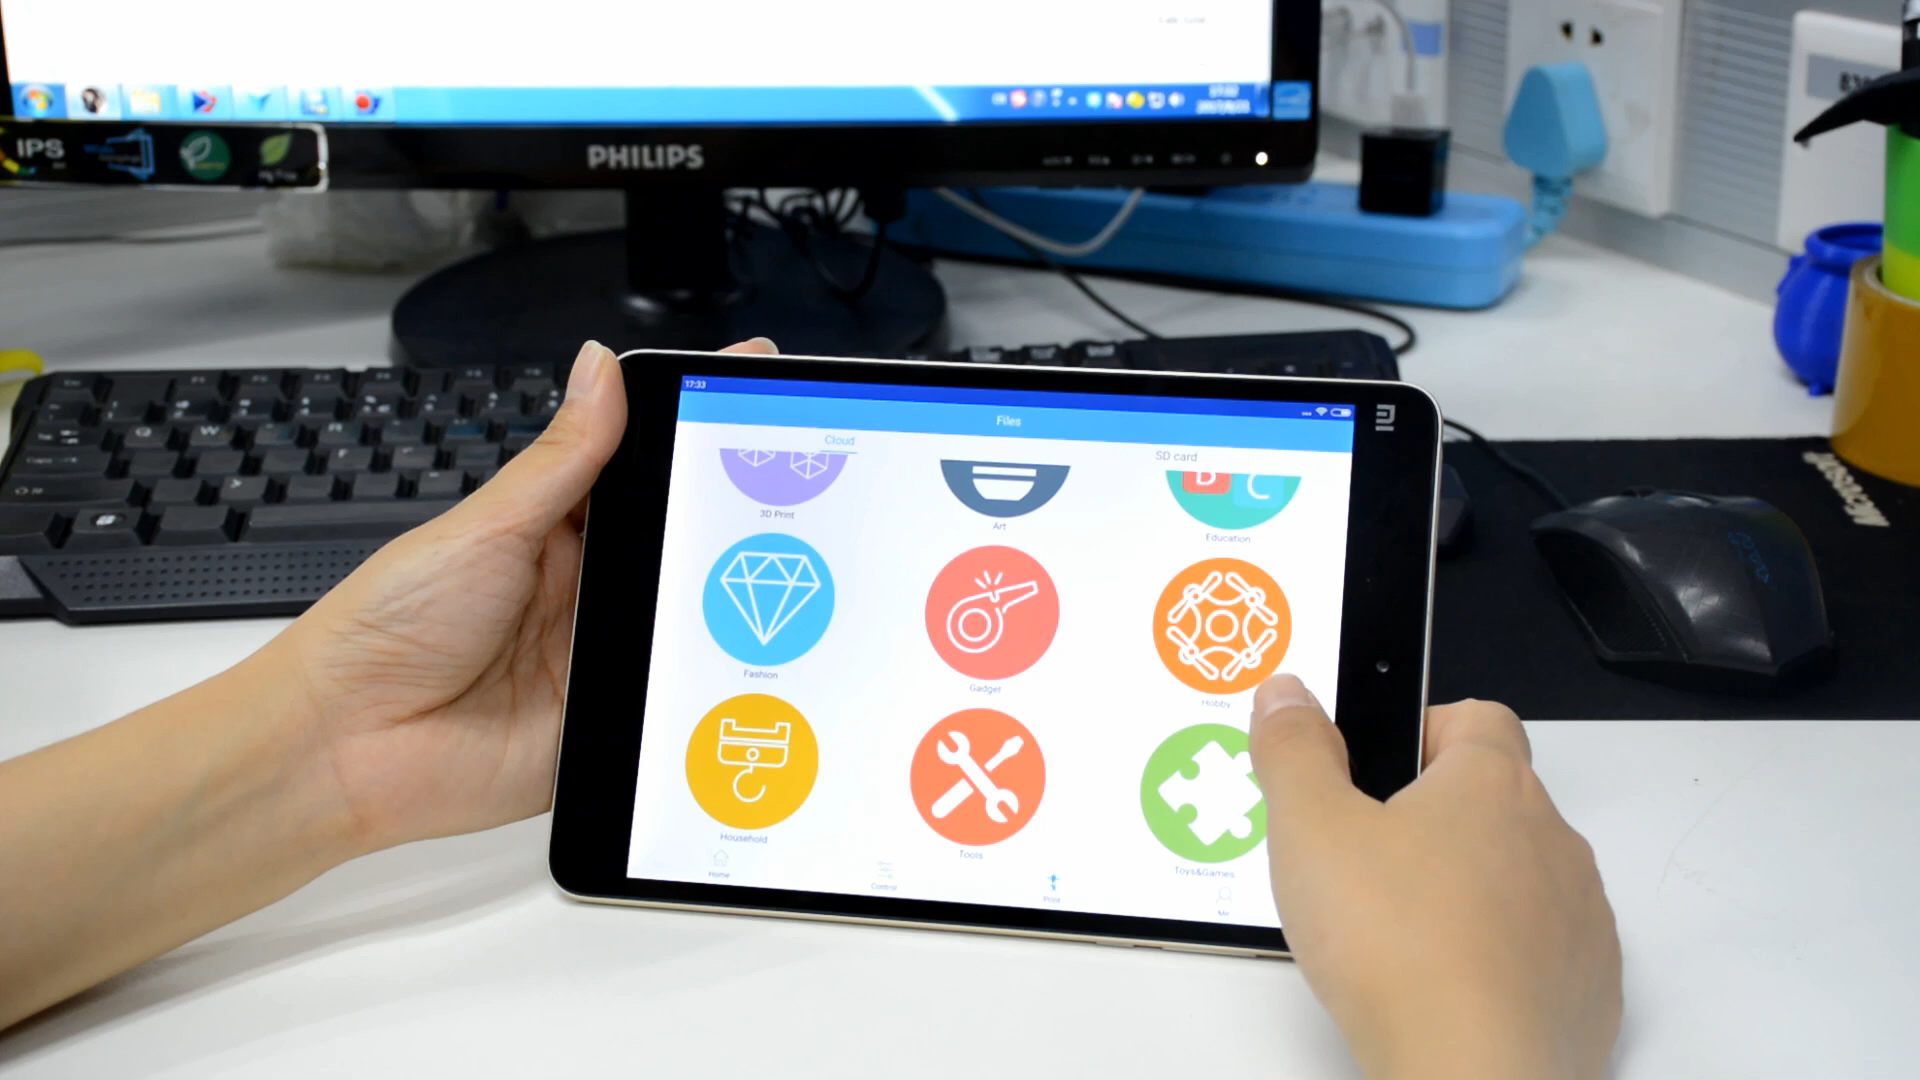 IPS
PHILIPS
17:33
Files
Cloud
SD card
3D Print
Art
B C
Education
Fashion
Gadget
Hobby
Household
Tools
Toys&Games
Home
Control
Print
Me
Microsoft